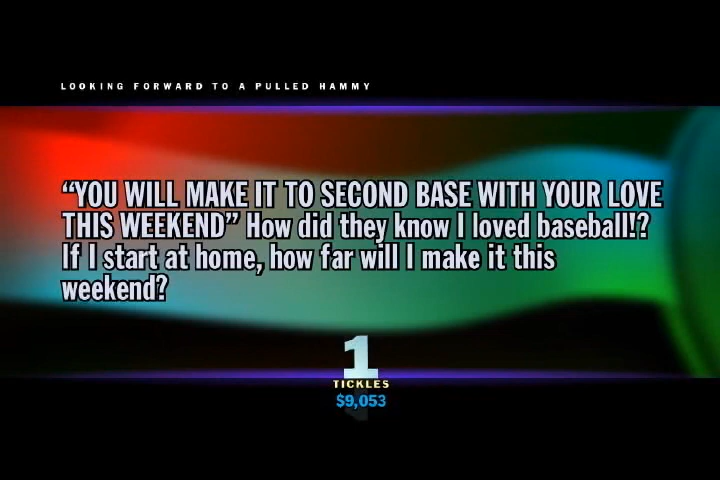 LOOKING FORWARD TO A PULLED HAMMY
“YOU WILL MAKE IT TO SECOND BASE WITH YOUR LOVE
THIS WEEKEND” How did they know I loved baseball!?
If I start at home, how far will I make it this
weekend?
1
TICKLES
$9,053